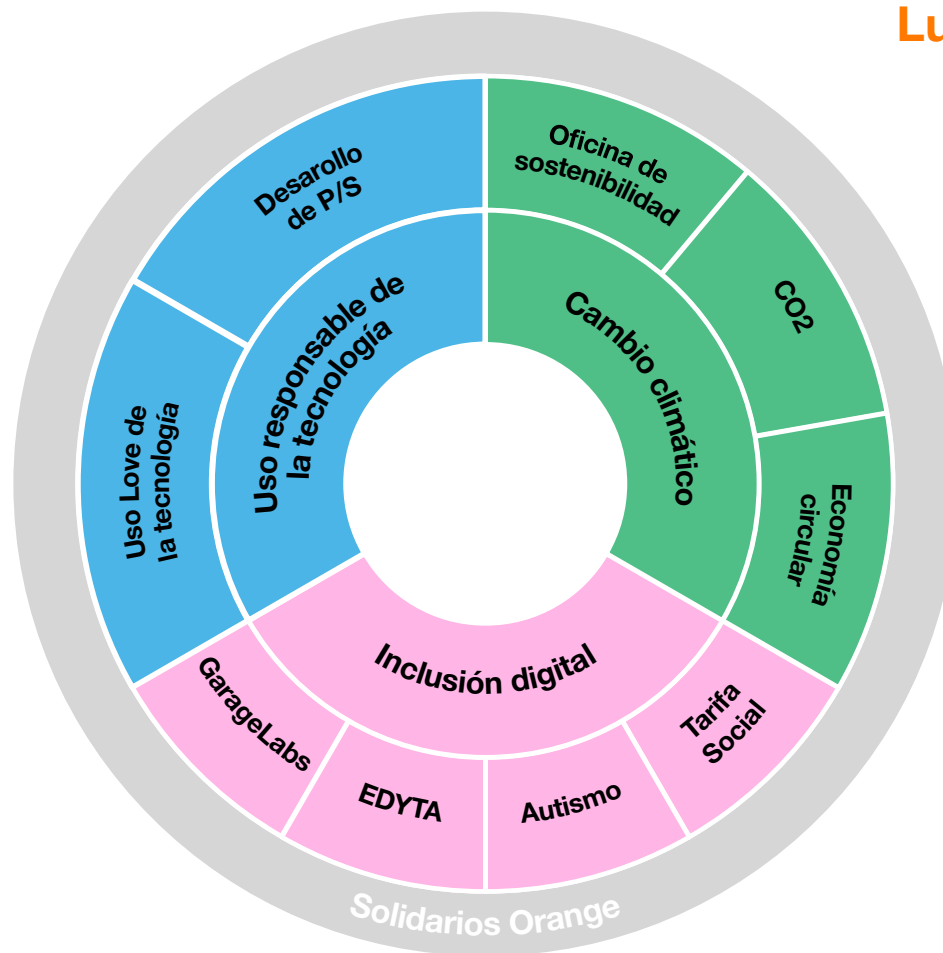 Lu
Oficina de
sostenibilidad
CO2
Economía
circular
Cambio climático
Desarollo
de P/S
Uso Love de
la tecnología
Uso responsable de
la tecnología
Inclusión digital
GarageLabs
EDYTA
Autismo
Tarifa
Social
Solidarios Orange